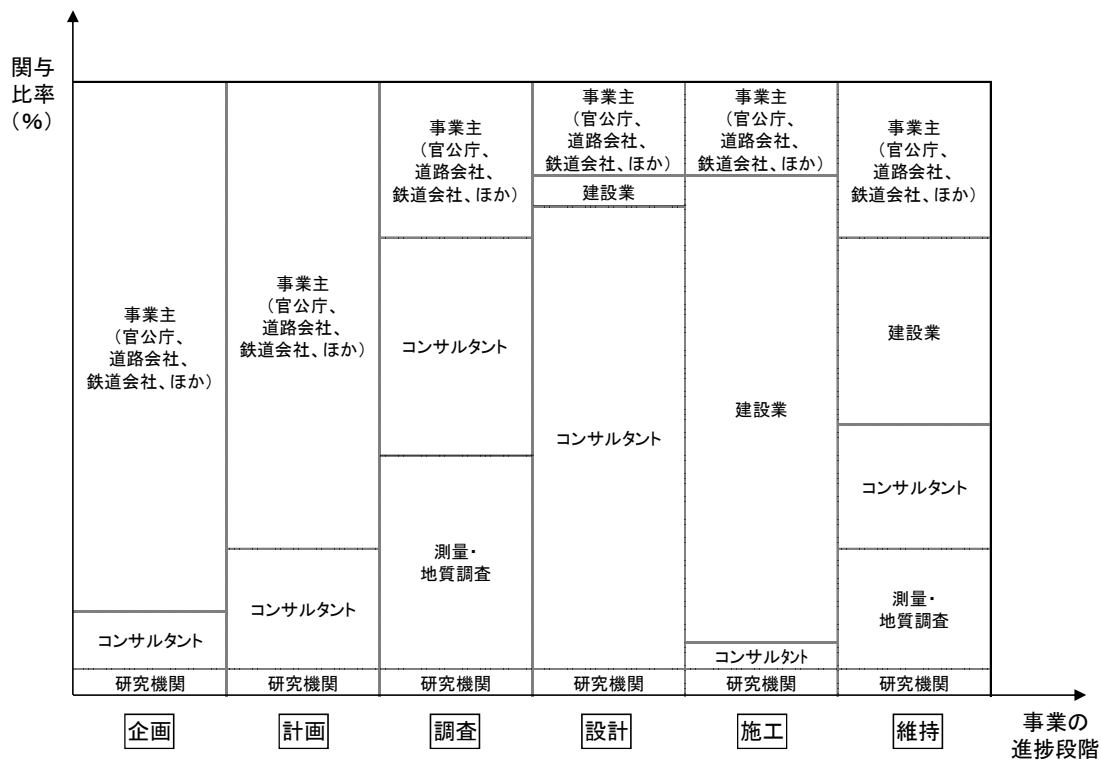 関与
比率
(%)
事業主
(官公庁、
道路会社、
鉄道会社、ほか)
コンサルタント
研究機関
企画
事業主
(官公庁、
道路会社、
鉄道会社、ほか)
コンサルタント
研究機関
計画
事業主
(官公庁、
道路会社、
鉄道会社、ほか)
コンサルタント
測量・
地質調査
研究機関
調査
事業主
(官公庁、
道路会社、
鉄道会社、ほか)
建設業
コンサルタント
研究機関
設計
事業主
(官公庁、
道路会社、
鉄道会社、ほか)
建設業
コンサルタント
研究機関
施工
事業主
(官公庁、
道路会社、
鉄道会社、ほか)
建設業
コンサルタント
測量・
地質調査
研究機関
維持
事業の
進捗段階